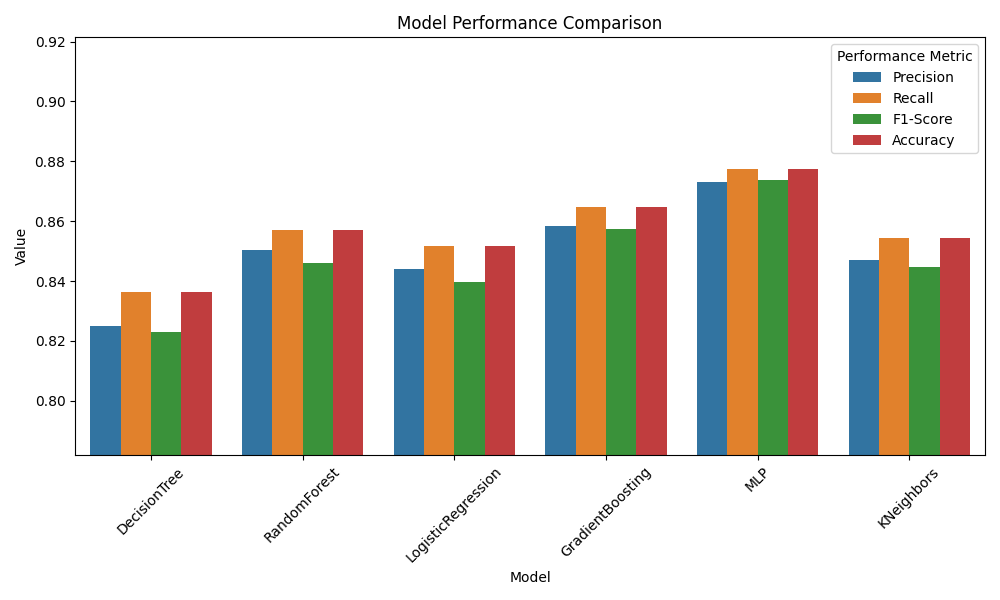 Model Performance Comparison
0.92
0.90
0.88
0.86
0.84
0.82
0.80
Value
Performance Metric
Precision
Recall
F1-Score
Accuracy
DecisionTree
RandomForest
LogisticRegression
GradientBoosting
MLP
KNeighbors
Model